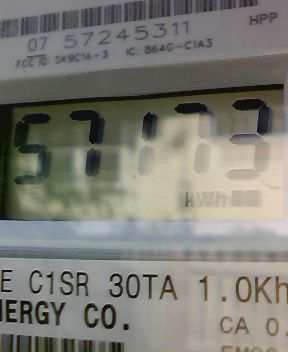 HPP
07 57245311
FCC ID: SK9C1A-3 IC: 864G-C1A3
57173
kWh
E C1SR 30TA 1.0Kh
NERGY CO.
CA 0.